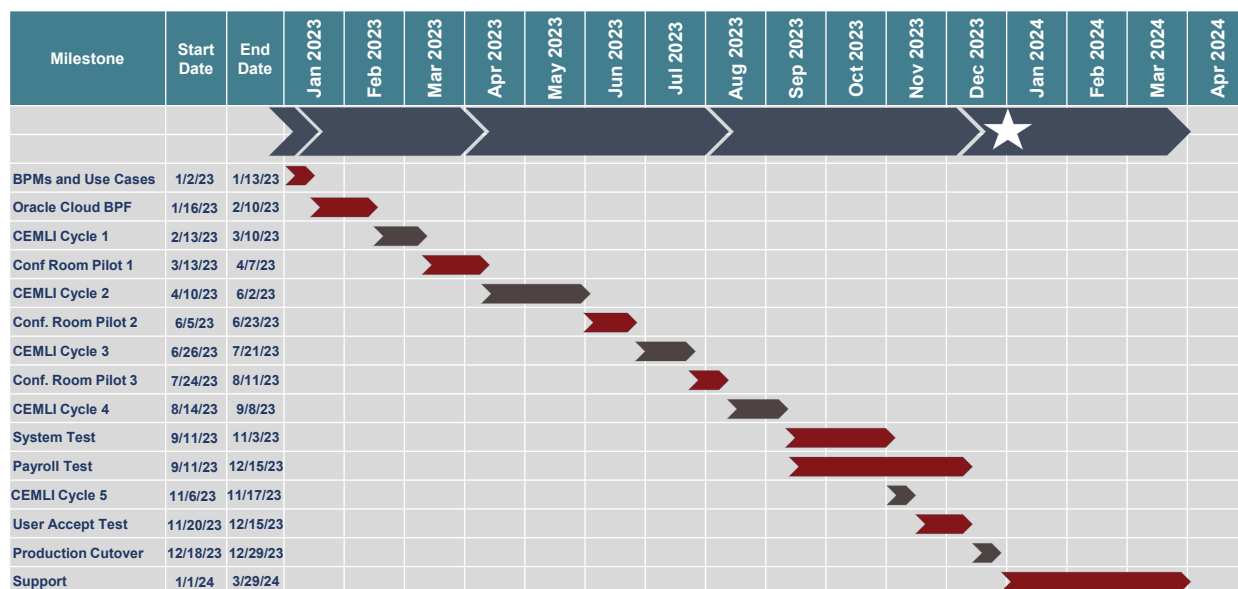 Milestone Start Date End Date Jan 2023 Feb 2023 Mar 2023 Apr 2023 May 2023 Jun 2023 Jul 2023 Aug 2023 Sep 2023 Oct 2023 Nov 2023 Dec 2023 Jan 2024 Feb 2024 Mar 2024 Apr 2024
BPMs and Use Cases 1/2/23 1/13/23
Oracle Cloud BPF 1/16/23 2/10/23
CEMLI Cycle 1 2/13/23 3/10/23
Conf Room Pilot 1 3/13/23 4/7/23
CEMLI Cycle 2 4/10/23 6/2/23
Conf. Room Pilot 2 6/5/23 6/23/23
CEMLI Cycle 3 6/26/23 7/21/23
Conf. Room Pilot 3 7/24/23 8/11/23
CEMLI Cycle 4 8/14/23 9/8/23
System Test 9/11/23 11/3/23
Payroll Test 9/11/23 12/15/23
CEMLI Cycle 5 11/6/23 11/17/23
User Accept Test 11/20/23 12/15/23
Production Cutover 12/18/23 12/29/23
Support 1/1/24 3/29/24